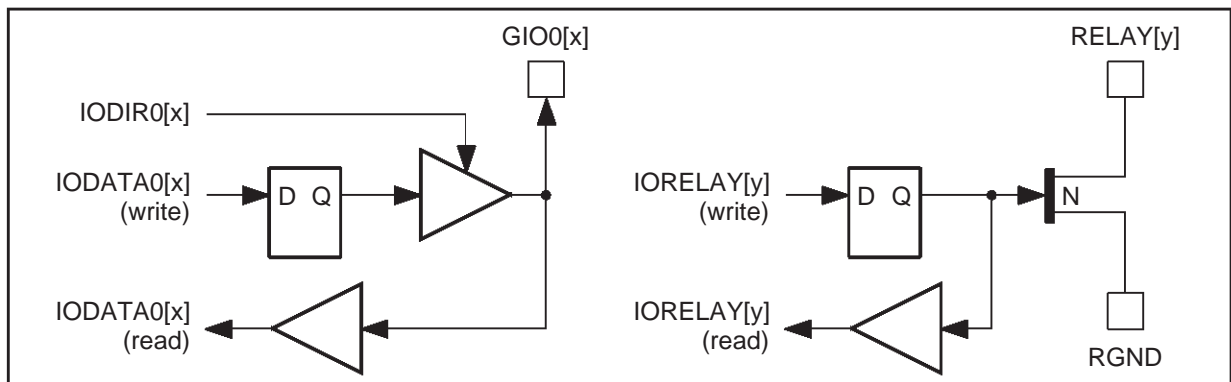 GIO0[x]
RELAY[y]
IODIR0[x]
IODATA0[x]
(write)
D Q
IORELAY[y]
(write)
D Q
N
IODATA0[x]
(read)
IORELAY[y]
(read)
RGND